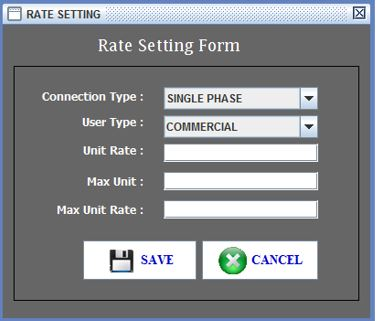 RATE SETTING
Rate Setting Form
Connection Type : SINGLE PHASE
User Type : COMMERCIAL
Unit Rate :
Max Unit :
Max Unit Rate :
SAVE CANCEL